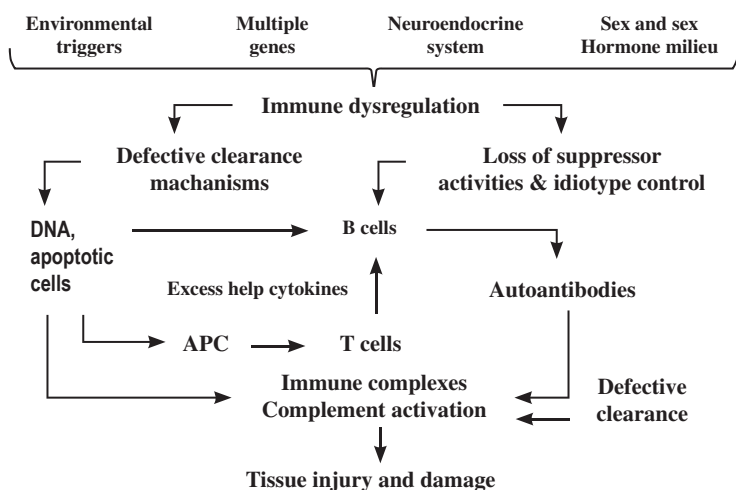 Environmental
triggers
Multiple
genes
Neuroendocrine
system
Sex and sex
Hormone milieu
Immune dysregulation
Defective clearance
machanisms
Loss of suppressor
activities & idiotype control
DNA,
apoptotic
cells
B cells
Excess help cytokines
Autoantibodies
APC
T cells
Immune complexes
Complement activation
Defective
clearance
Tissue injury and damage